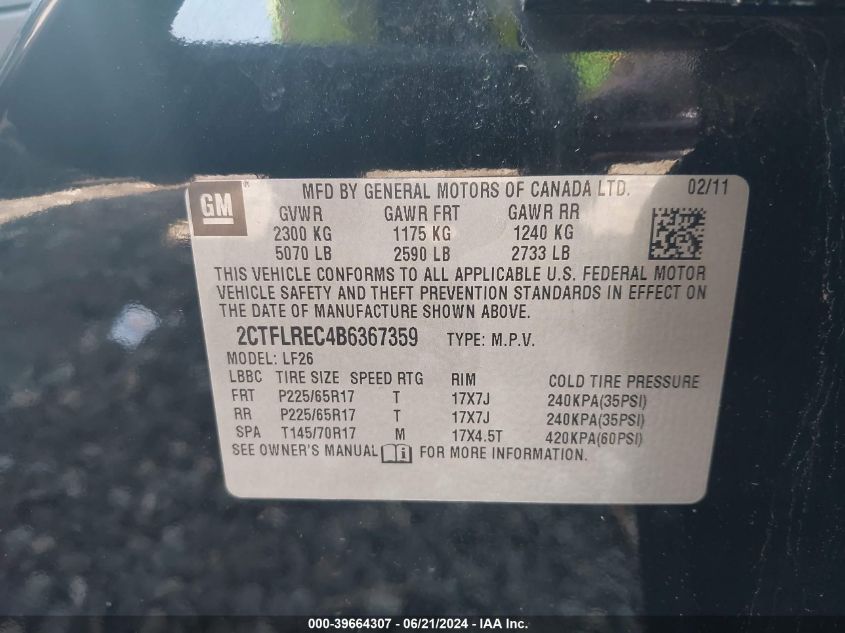 GM ® MFD BY GENERAL MOTORS OF CANADA LTD. 02/11
GVWR GAWR FRT GAWR RR
2300 KG 1175 KG 1240 KG
5070 LB 2590 LB 2733 LB
THIS VEHICLE CONFORMS TO ALL APPLICABLE U.S. FEDERAL MOTOR
VEHICLE SAFETY AND THEFT PREVENTION STANDARDS IN EFFECT ON
THE DATE OF MANUFACTURE SHOWN ABOVE.
2CTFLREC4B6367359 TYPE: M.P.V.
MODEL: LF26
LBBC TIRE SIZE SPEED RTG RIM COLD TIRE PRESSURE
FRT P225/65R17 T 17X7J 240KPA(35PSI)
RR P225/65R17 T 17X7J 240KPA(35PSI)
SPA T145/70R17 M 17X4.5T 420KPA(60PSI)
SEE OWNER'S MANUAL i FOR MORE INFORMATION.
000-39664307 - 06/21/2024 - IAA Inc.